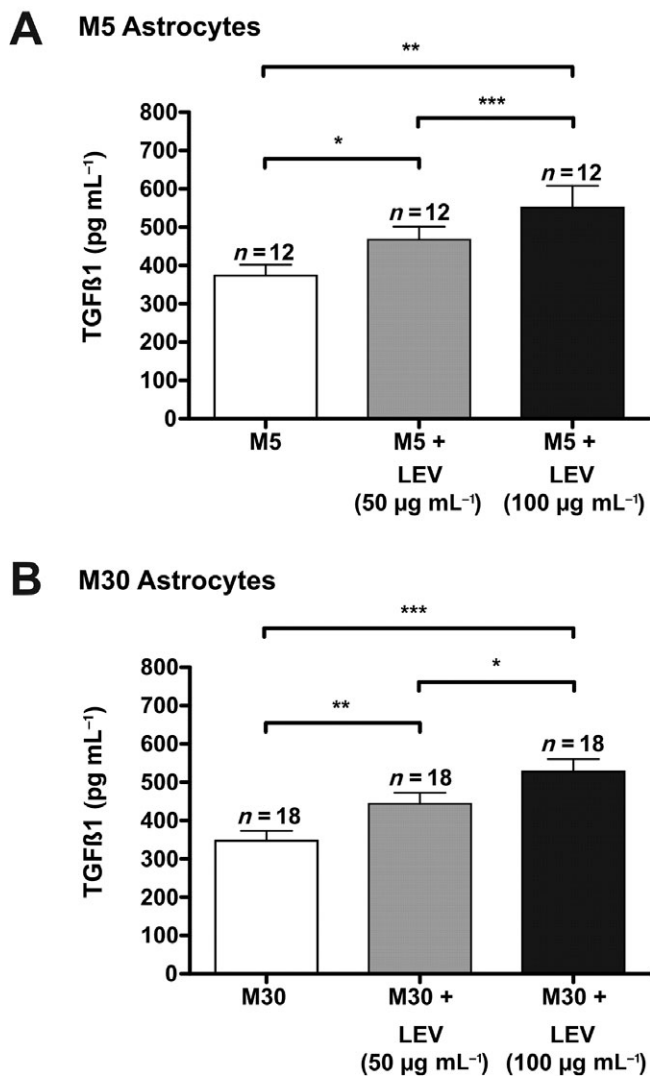 A M5 Astrocytes
**
*
***
800
700
600
500
400
300
200
100
0
TGFß1 (pg mL⁻¹)
n = 12
n = 12
n = 12
M5
M5 +
LEV
(50 µg mL⁻¹)
M5 +
LEV
(100 µg mL⁻¹)
B M30 Astrocytes
***
**
*
800
700
600
500
400
300
200
100
0
TGFß1 (pg mL⁻¹)
n = 18
n = 18
n = 18
M30
M30 +
LEV
(50 µg mL⁻¹)
M30 +
LEV
(100 µg mL⁻¹)